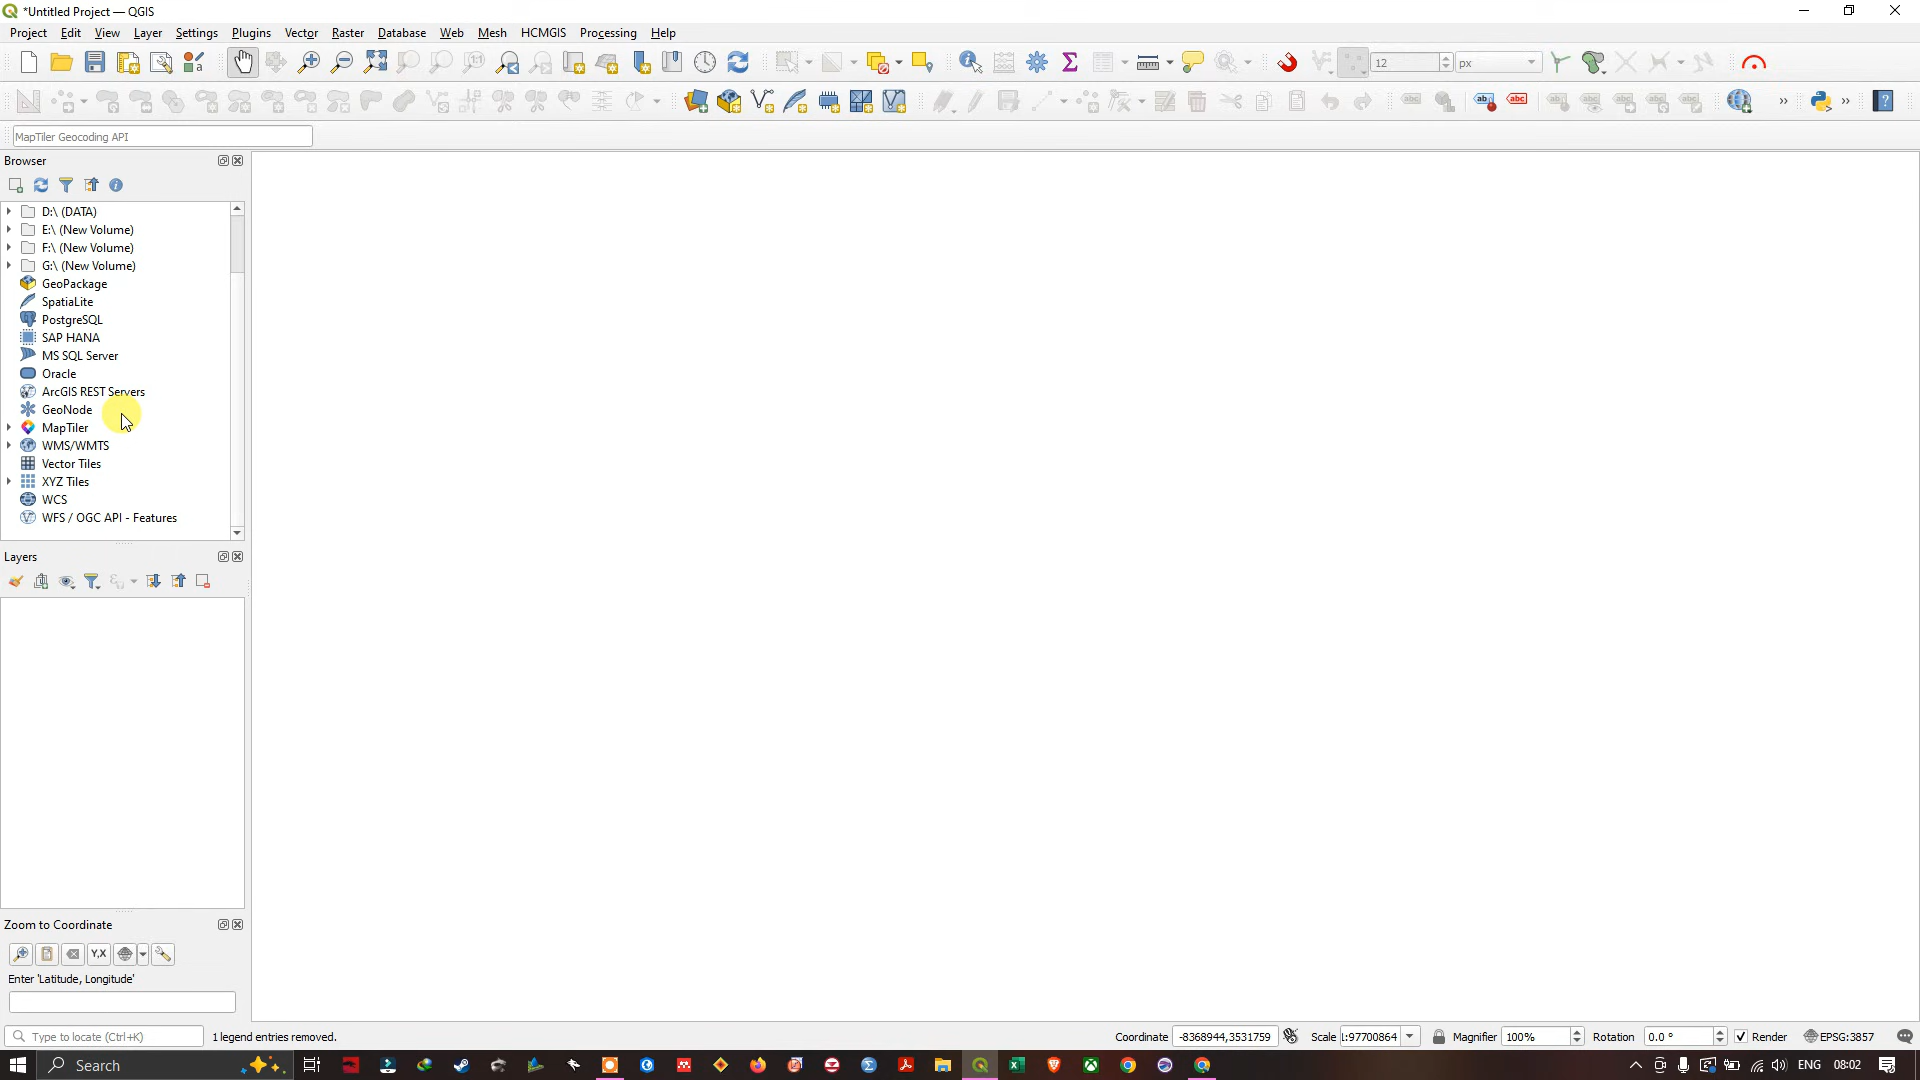 *Untitled Project — QGIS
Project Edit View Layer Settings Plugins Vector Raster Database Web Mesh HCMGIS Processing Help
12 px
abc ab abc
MapTiler Geocoding API
Browser
D:\ (DATA)
E:\ (New Volume)
F:\ (New Volume)
G:\ (New Volume)
GeoPackage
SpatiaLite
PostgreSQL
SAP HANA
MS SQL Server
Oracle
ArcGIS REST Servers
GeoNode
MapTiler
WMS/WMTS
Vector Tiles
XYZ Tiles
WCS
WFS / OGC API - Features
Layers
Zoom to Coordinate
Y,X
Enter 'Latitude, Longitude'
Type to locate (Ctrl+K) 1 legend entries removed. Coordinate -8368944,3531759 Scale 1:97700864 Magnifier 100% Rotation 0.0 ° Render EPSG:3857
Search ENG 08:02